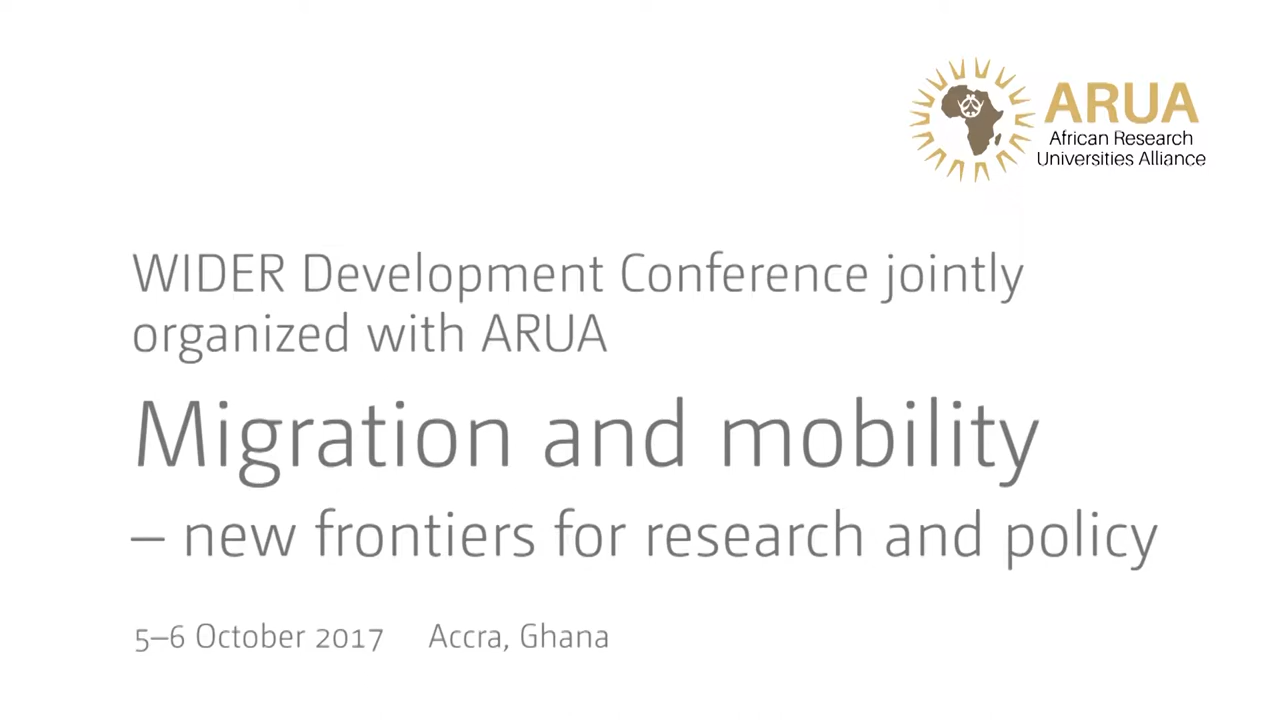 ARUA
African Research
Universities Alliance
WIDER Development Conference jointly
organized with ARUA
Migration and mobility
– new frontiers for research and policy
5–6 October 2017 Accra, Ghana